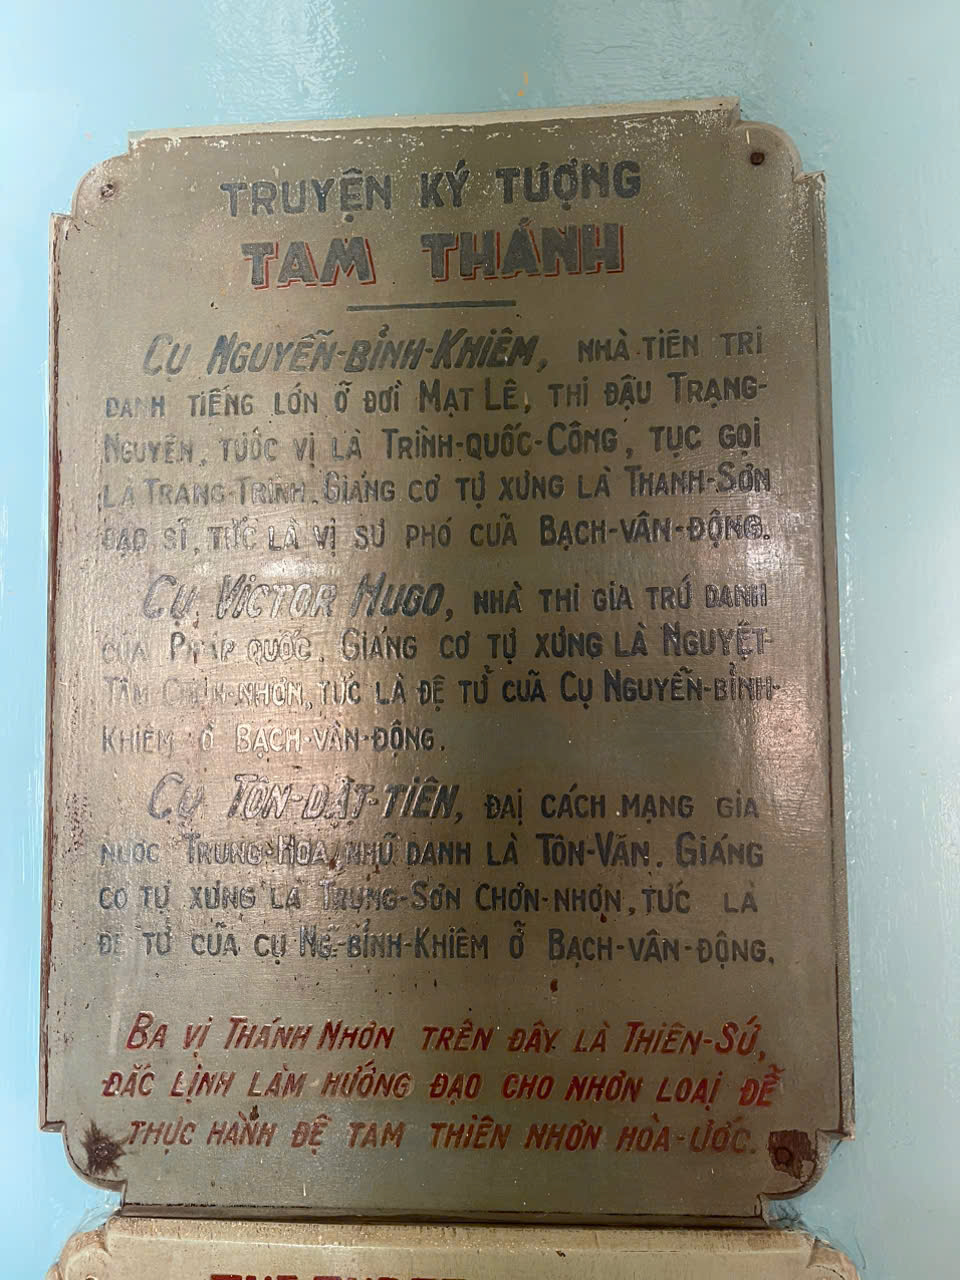 TRUYỆN KÝ TƯỢNG
TAM THÁNH
CỤ NGUYỄN-BỈNH-KHIÊM, NHÀ TIÊN TRI
DANH TIẾNG LỚN Ở ĐƠÌ MẠT LÊ, THI ĐẬU TRẠNG-
NGUYÊN, TƯỚC VỊ LÀ TRÌNH-QUỐC-CÔNG, TỤC GỌI
LÀ TRẠNG-TRÌNH. GIÁNG CƠ TỰ XƯNG LÀ THANH-SƠN
ĐẠO SĨ, TỨC LÀ VỊ SƯ PHÓ CUÃ BẠCH-VÂN-ĐỘNG.
CỤ VICTOR HUGO, NHÀ THI GIA TRỨ DANH
CUÃ PHÁP QUỐC. GIÁNG CƠ TỰ XƯNG LÀ NGUYỆT-
TÂM CHƠN-NHƠN, TỨC LÀ ĐỆ TỬ CUÃ CỤ NGUYỄN-BỈNH-
KHIÊM Ở BẠCH-VÂN-ĐỘNG.
CỤ TÔN-DẬT-TIÊN, ĐẠI CÁCH MẠNG GIA
NƯỚC TRUNG-HOA, NHŨ DANH LÀ TÔN-VĂN. GIÁNG
CƠ TỰ XƯNG LÀ TRUNG-SƠN CHƠN-NHƠN, TỨC LÀ
ĐỆ TỬ CỦA CỤ NG-BỈNH-KHIÊM Ở BẠCH-VÂN-ĐỘNG.
BA VỊ THÁNH NHƠN TRÊN ĐÂY LÀ THIÊN-SỨ,
ĐẮC LỊNH LÀM HƯỚNG ĐẠO CHO NHƠN LOẠI ĐỂ
THỰC HÀNH ĐỆ TAM THIÊN NHƠN HÒA-ƯỚC.